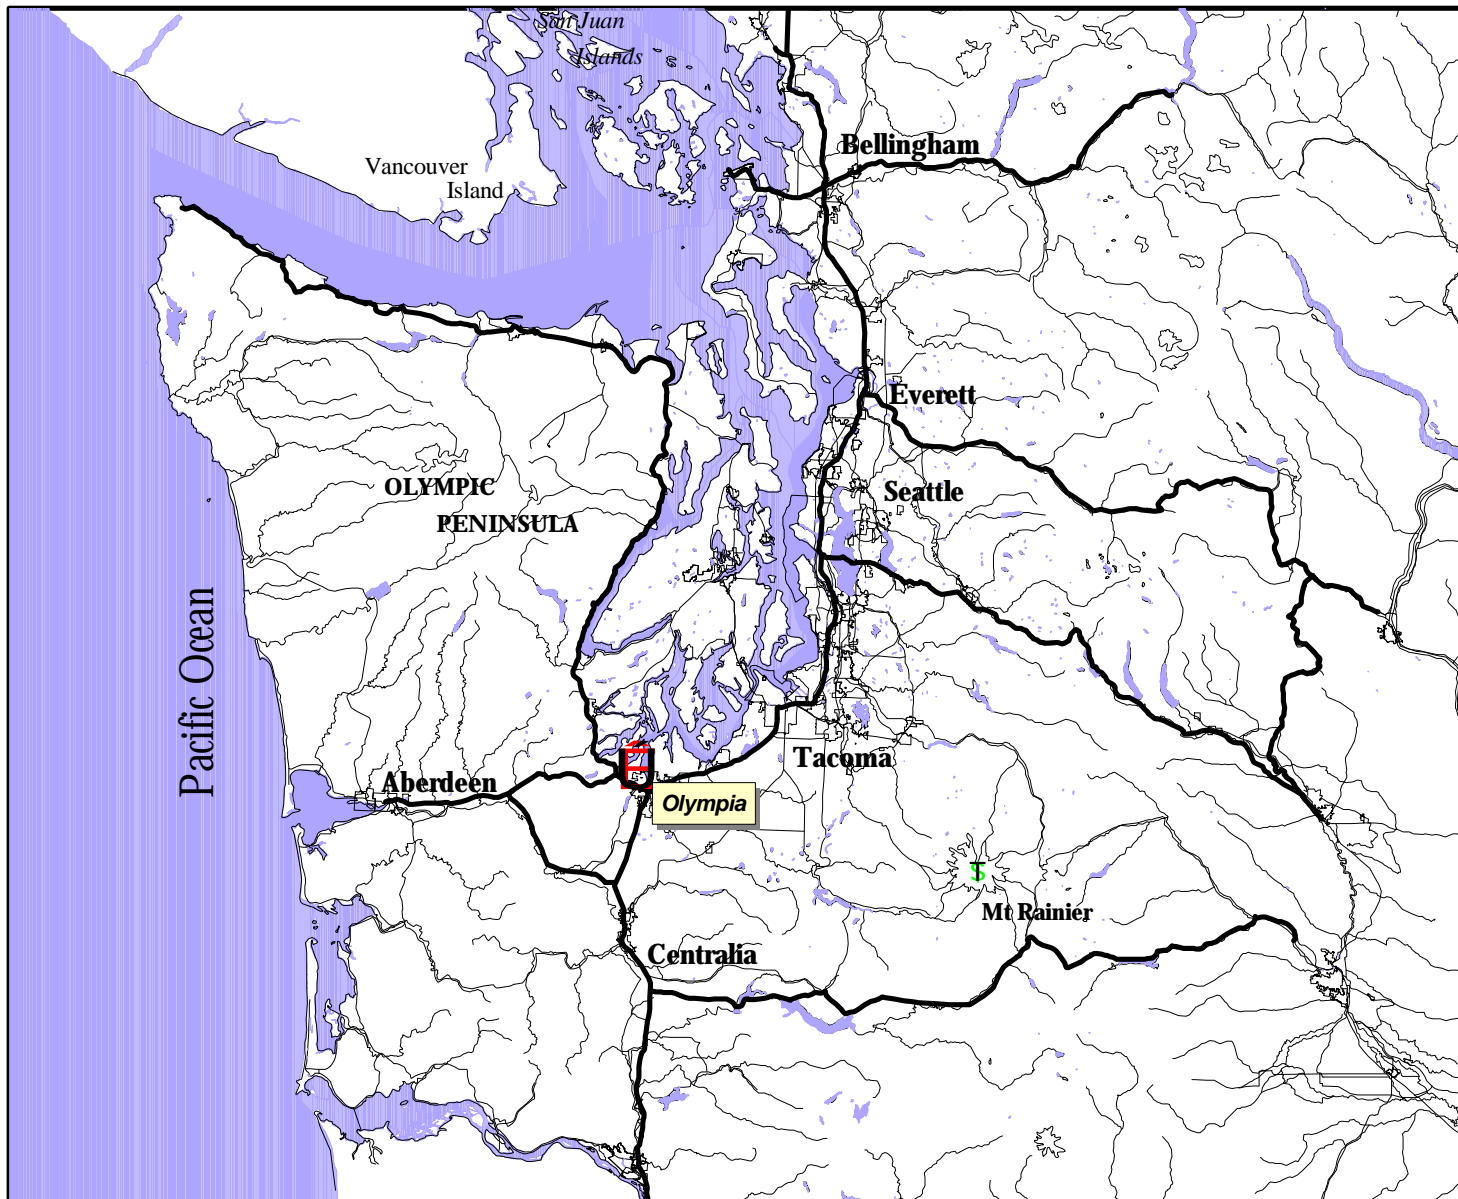 San Juan
Islands
Bellingham
Vancouver
Island
Everett
OLYMPIC
Seattle
PENINSULA
Pacific Ocean
Tacoma
Aberdeen
Olympia
Mt Rainier
Centralia